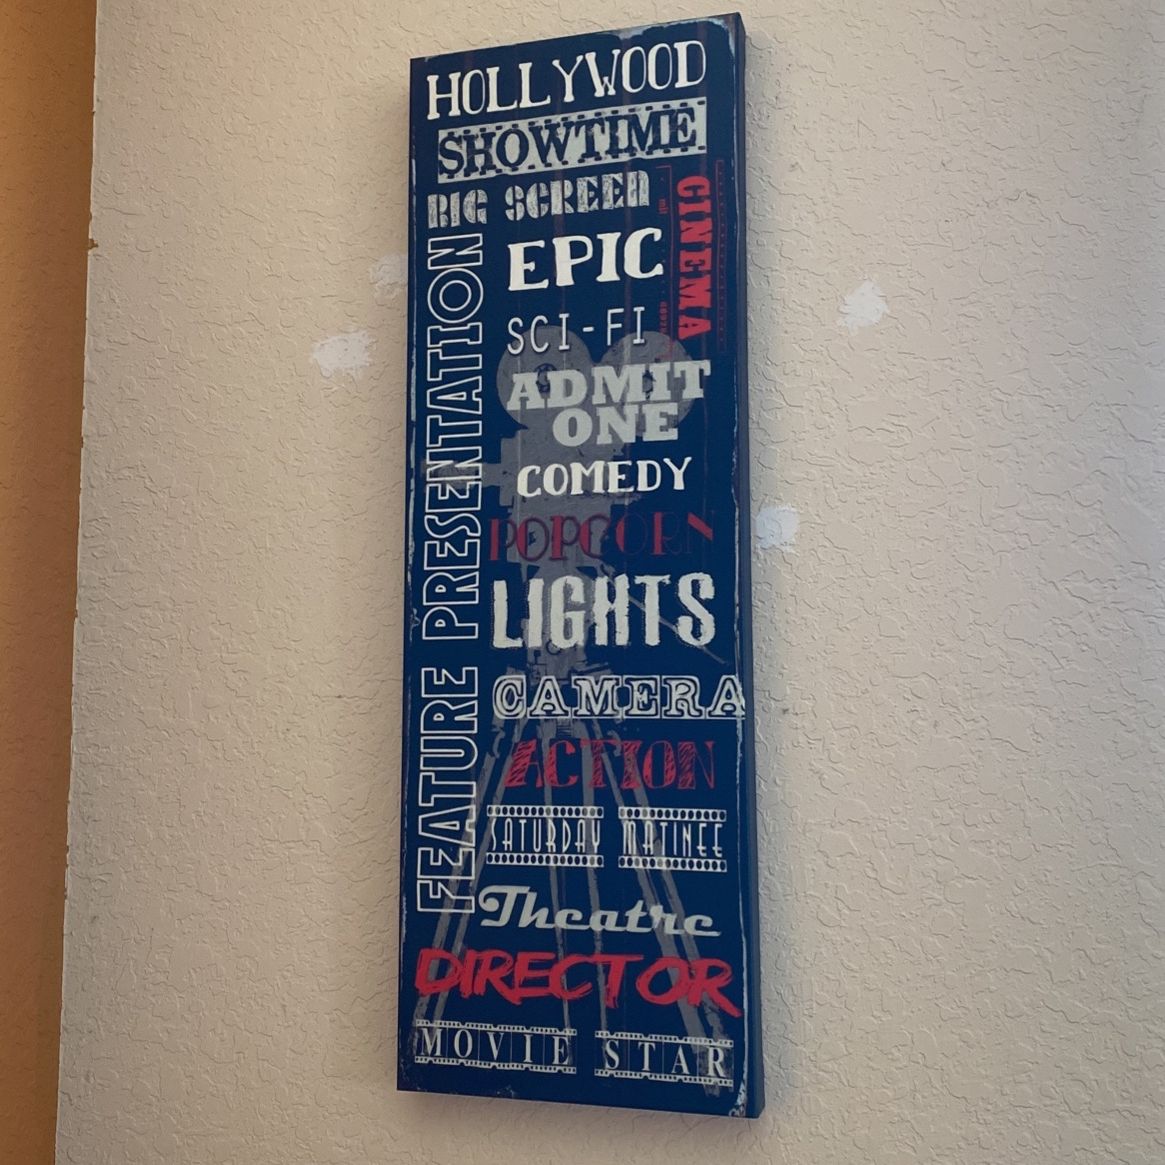 HOLLYWOOD
SHOWTIME
BIG SCREEN
CINEMA
EPIC
SCI-FI
ADMIT
ONE
COMEDY
POPCORN
LIGHTS
FEATURE PRESENTATION
CAMERA
ACTION
SATURDAY MATINEE
Theatre
DIRECTOR
MOVIE STAR